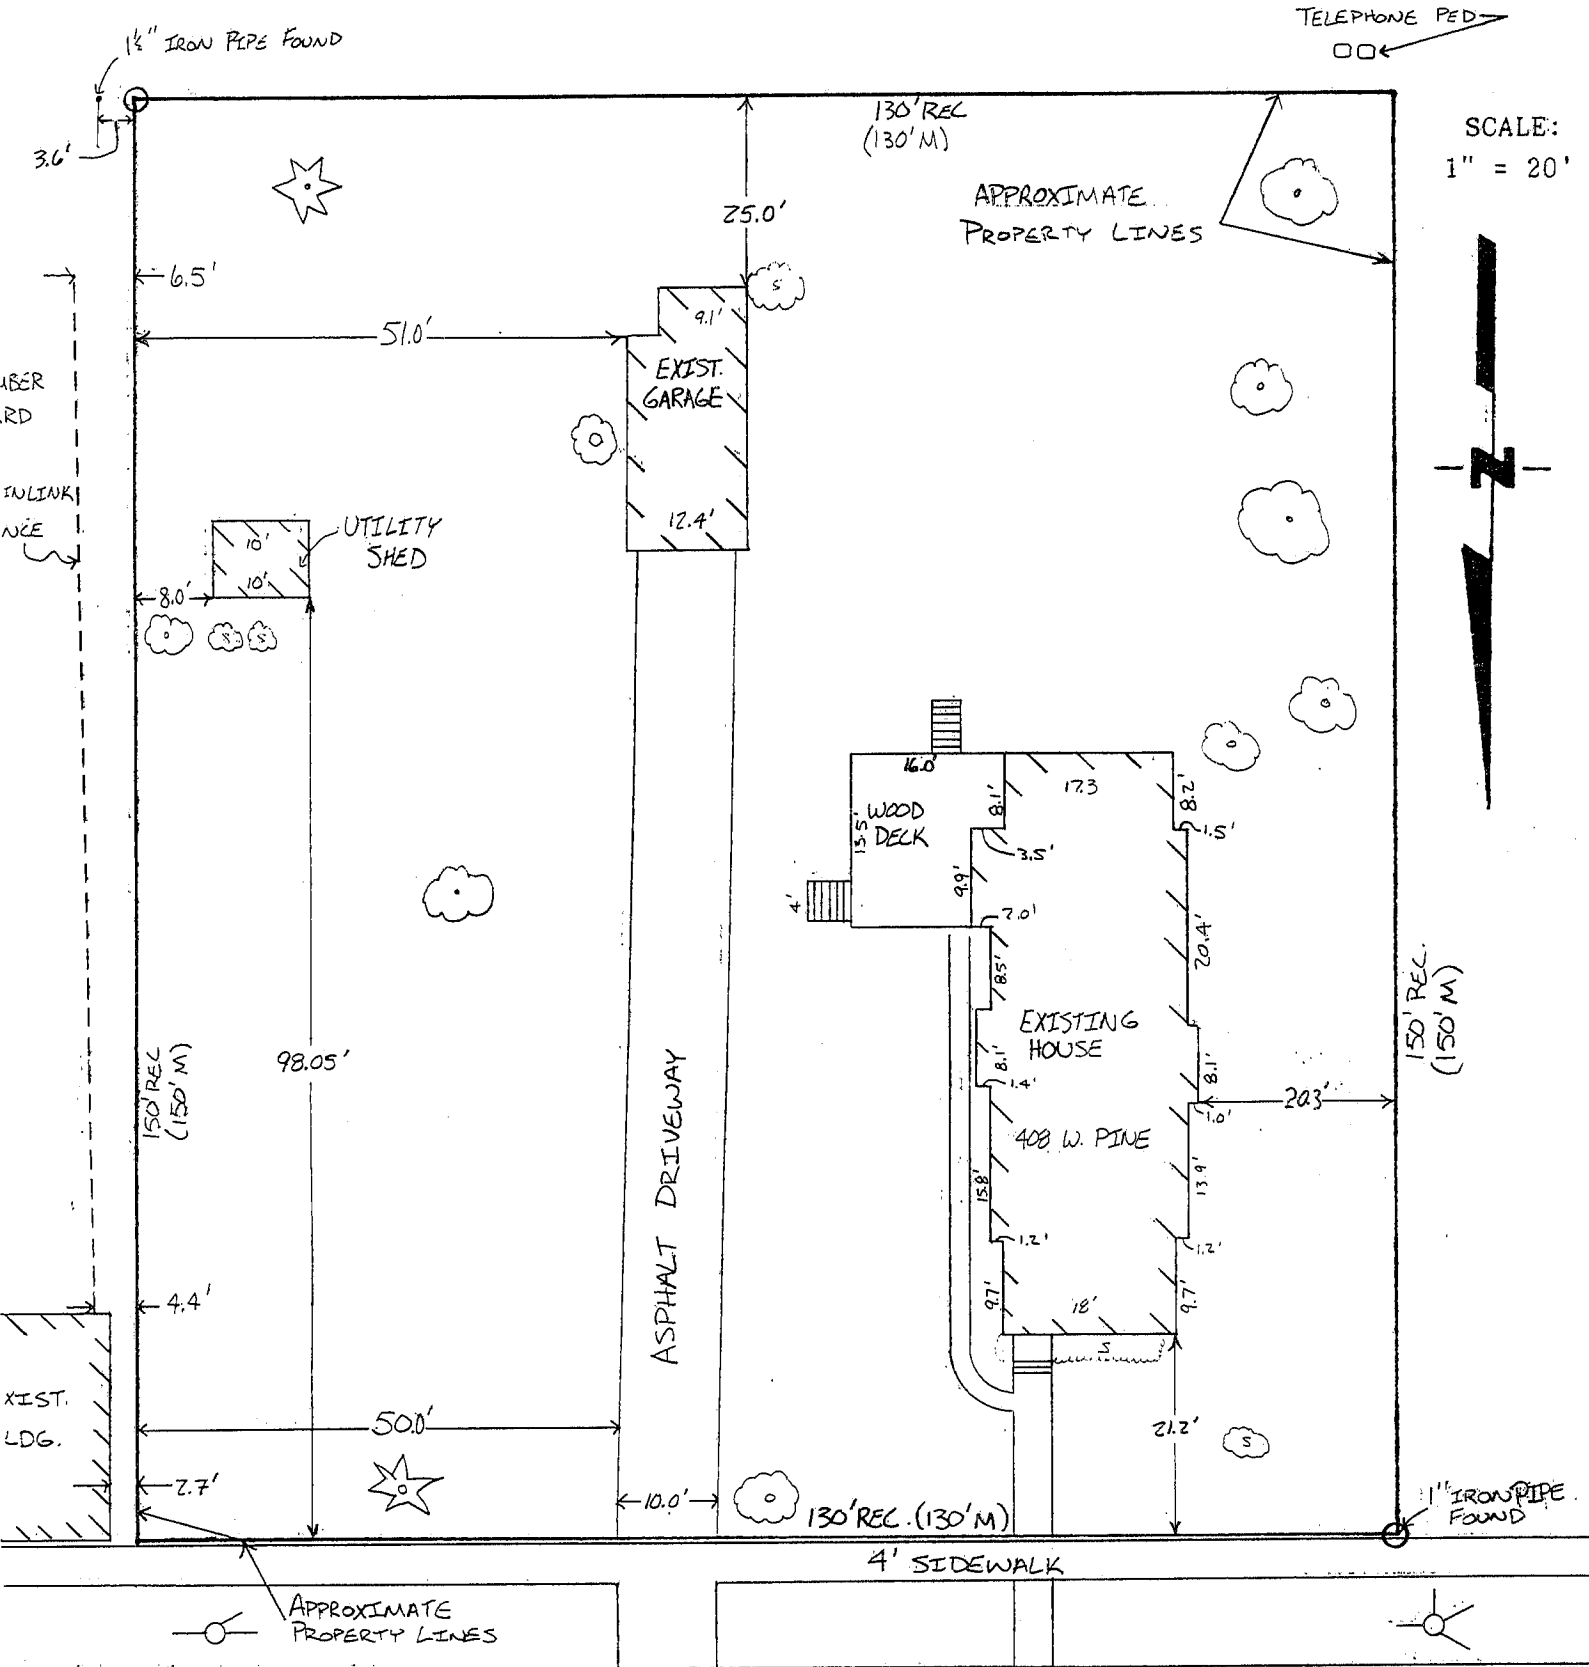 TELEPHONE PED
1½" IRON PIPE FOUND
3.6'
130' REC
(130' M)
SCALE:
1" = 20'
25.0'
APPROXIMATE
PROPERTY LINES
6.5'
S
9.1'
51.0'
EXIST.
GARAGE
12.4'
N
UTILITY
SHED
10'
10'
8.0'
S S
98.05'
16.0'
17.3
8.1'
8.2'
1.5'
WOOD
DECK
13.5'
3.5'
9.9'
4'
2.0'
8.5'
20.4'
EXISTING
HOUSE
8.1'
1.4'
8.1'
1.0'
20.3'
150' REC.
(150' M)
408 W. PINE
150' REC
(150' M)
ASPHALT DRIVEWAY
15.8'
13.9'
1.2'
1.2'
9.7'
18'
9.7'
S
4.4'
XIST.
LDG.
50.0'
21.2'
S
2.7'
10.0'
130' REC. (130' M)
1" IRON PIPE
FOUND
4' SIDEWALK
APPROXIMATE
PROPERTY LINES